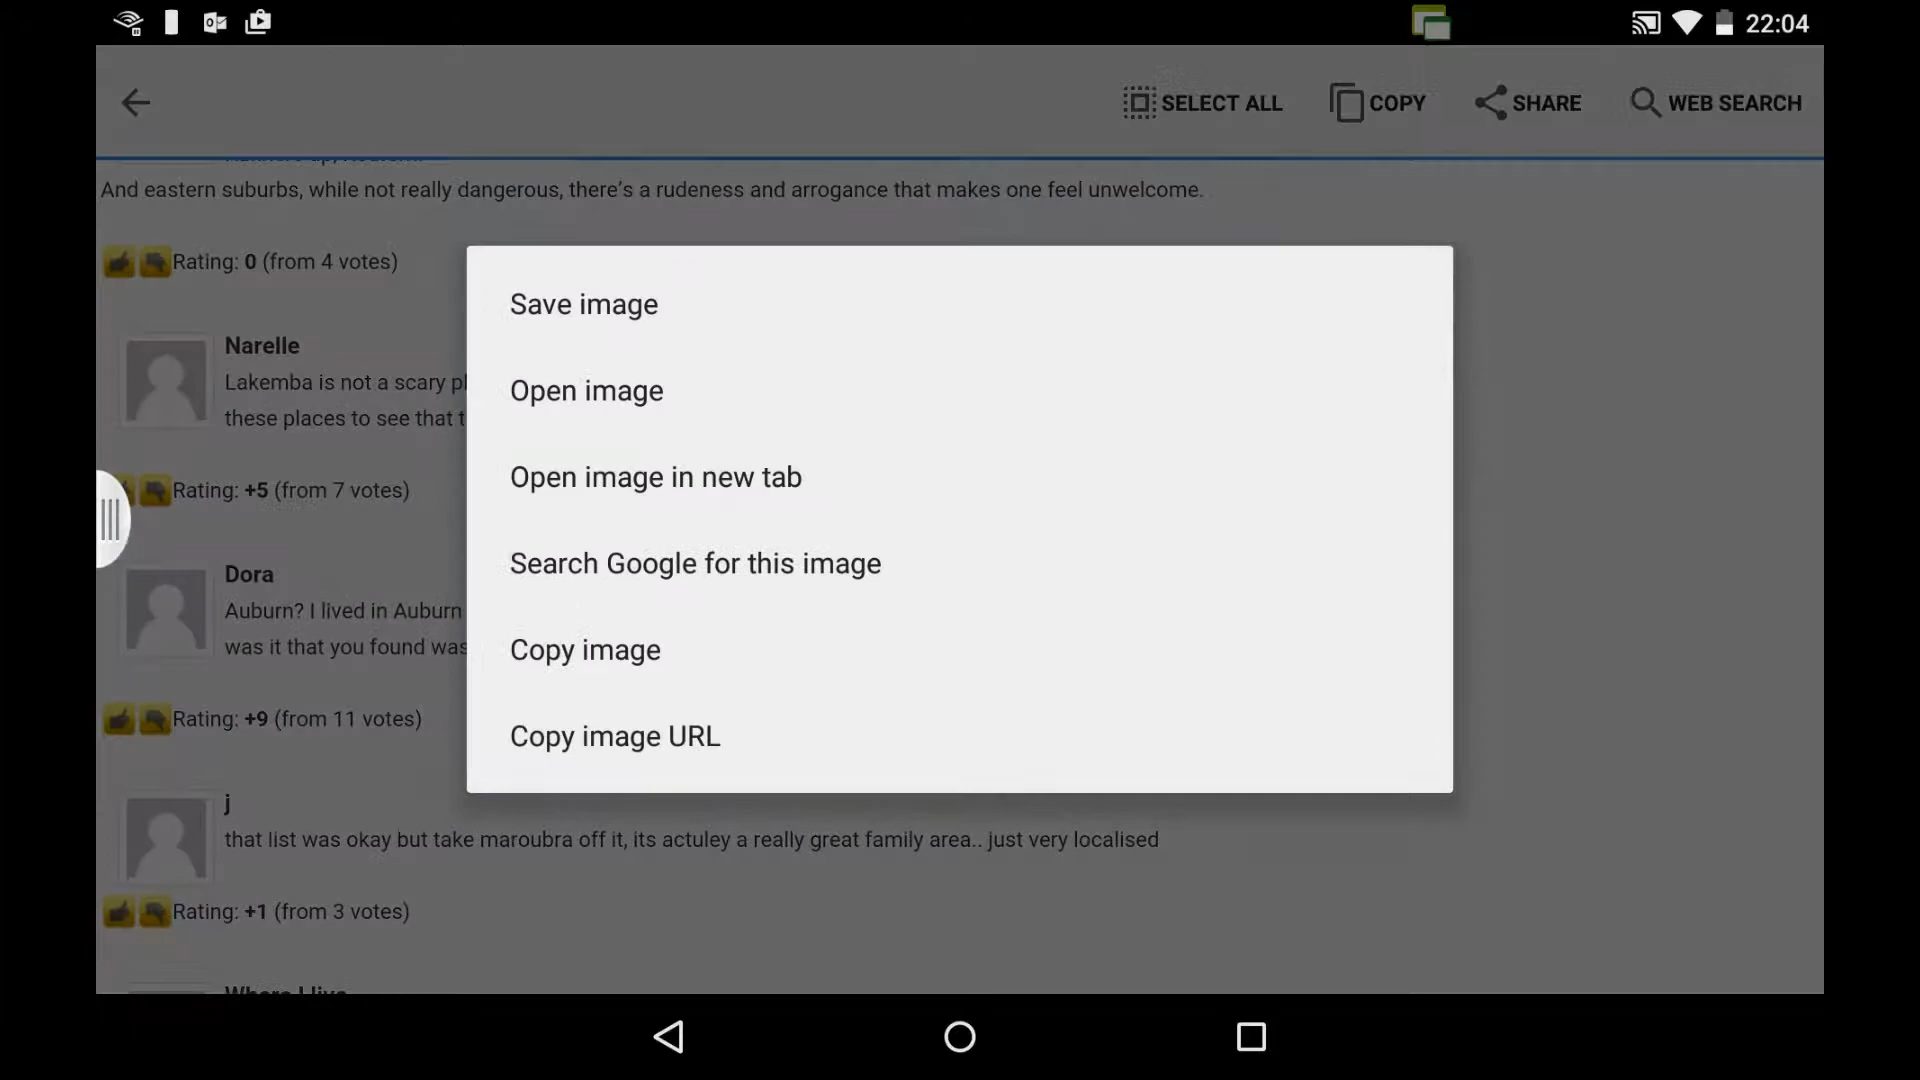 22:04
SELECT ALL
COPY
SHARE
WEB SEARCH
And eastern suburbs, while not really dangerous, there's a rudeness and arrogance that makes one feel unwelcome.
Rating: 0 (from 4 votes)
Narelle
Lakemba is not a scary
these places to see that
Rating: +5 (from 7 votes)
Dora
Auburn? I lived in Auburn
was it that you found was
Rating: +9 (from 11 votes)
j
that list was okay but take maroubra off it, its actuley a really great family area.. just very localised
Rating: +1 (from 3 votes)
Where I live
Save image
Open image
Open image in new tab
Search Google for this image
Copy image
Copy image URL